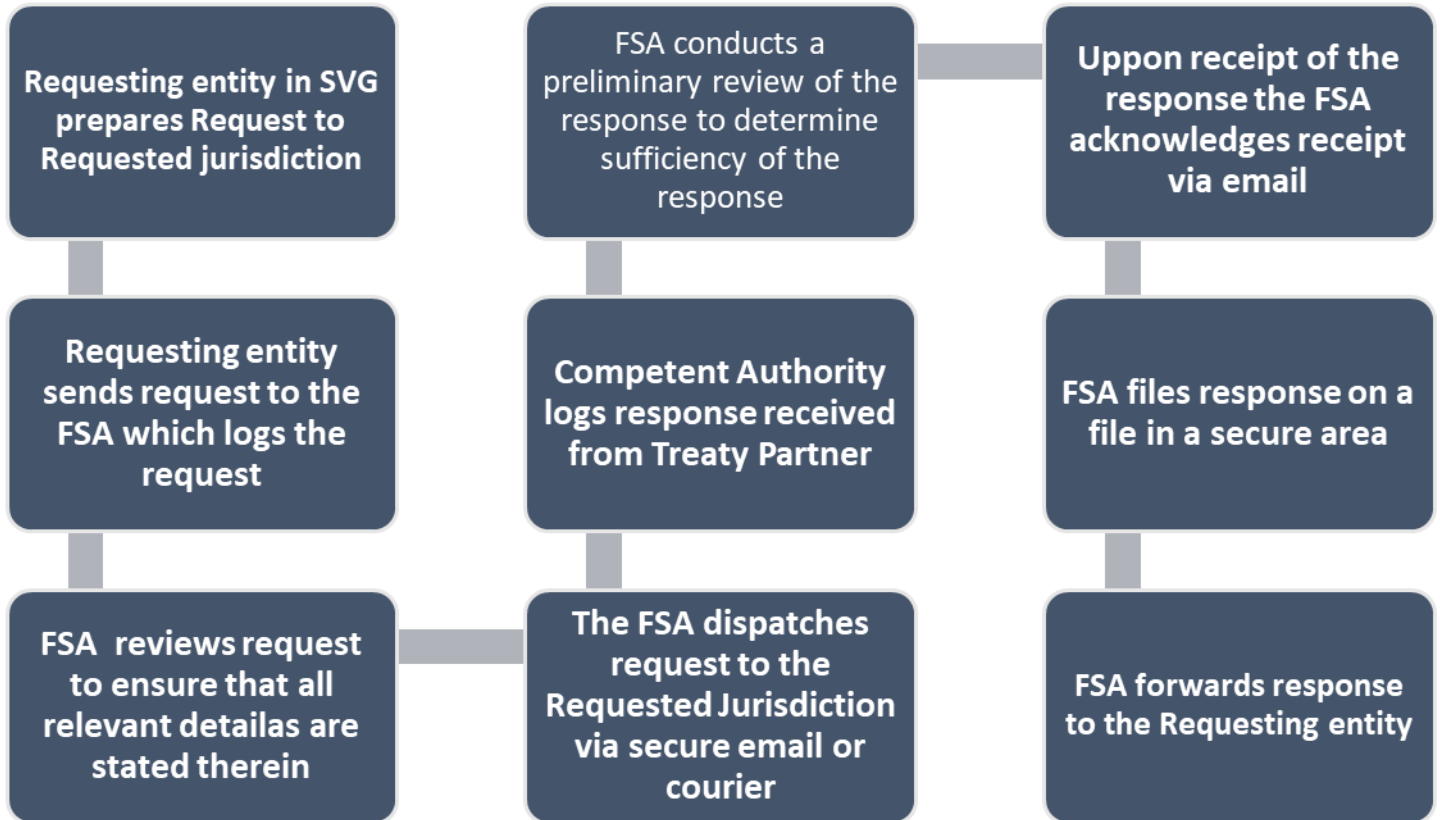 Requesting entity in SVG
prepares Request to
Requested jurisdiction
Requesting entity
sends request to the
FSA which logs the
request
FSA reviews request
to ensure that all
relevant detailas are
stated therein
The FSA dispatches
request to the
Requested Jurisdiction
via secure email or
courier
Competent Authority
logs response received
from Treaty Partner
FSA conducts a
preliminary review of the
response to determine
sufficiency of the
response
Uppon receipt of the
response the FSA
acknowledges receipt
via email
FSA files response on a
file in a secure area
FSA forwards response
to the Requesting entity